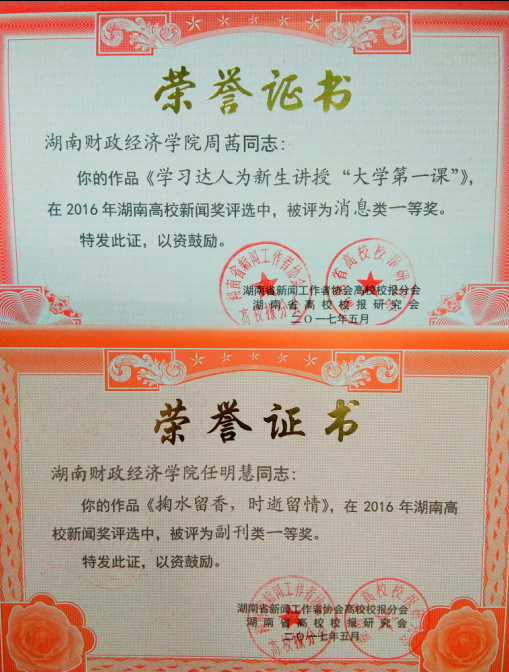 荣誉证书
湖南财政经济学院周茜同志：
你的作品《学习达人为新生讲授“大学第一课”》，
在2016年湖南高校新闻奖评选中，被评为消息类一等奖。
特发此证，以资鼓励。
湖南省新闻工作者协会高校校报分会
湖南省高校校报研究会
二〇一七年五月
荣誉证书
湖南财政经济学院任明慧同志：
你的作品《掬水留香，时逝留情》，在2016年湖南高
校新闻奖评选中，被评为副刊类一等奖。
特发此证，以资鼓励。
湖南省新闻工作者协会高校校报分会
湖南省高校校报研究会
二〇一七年五月